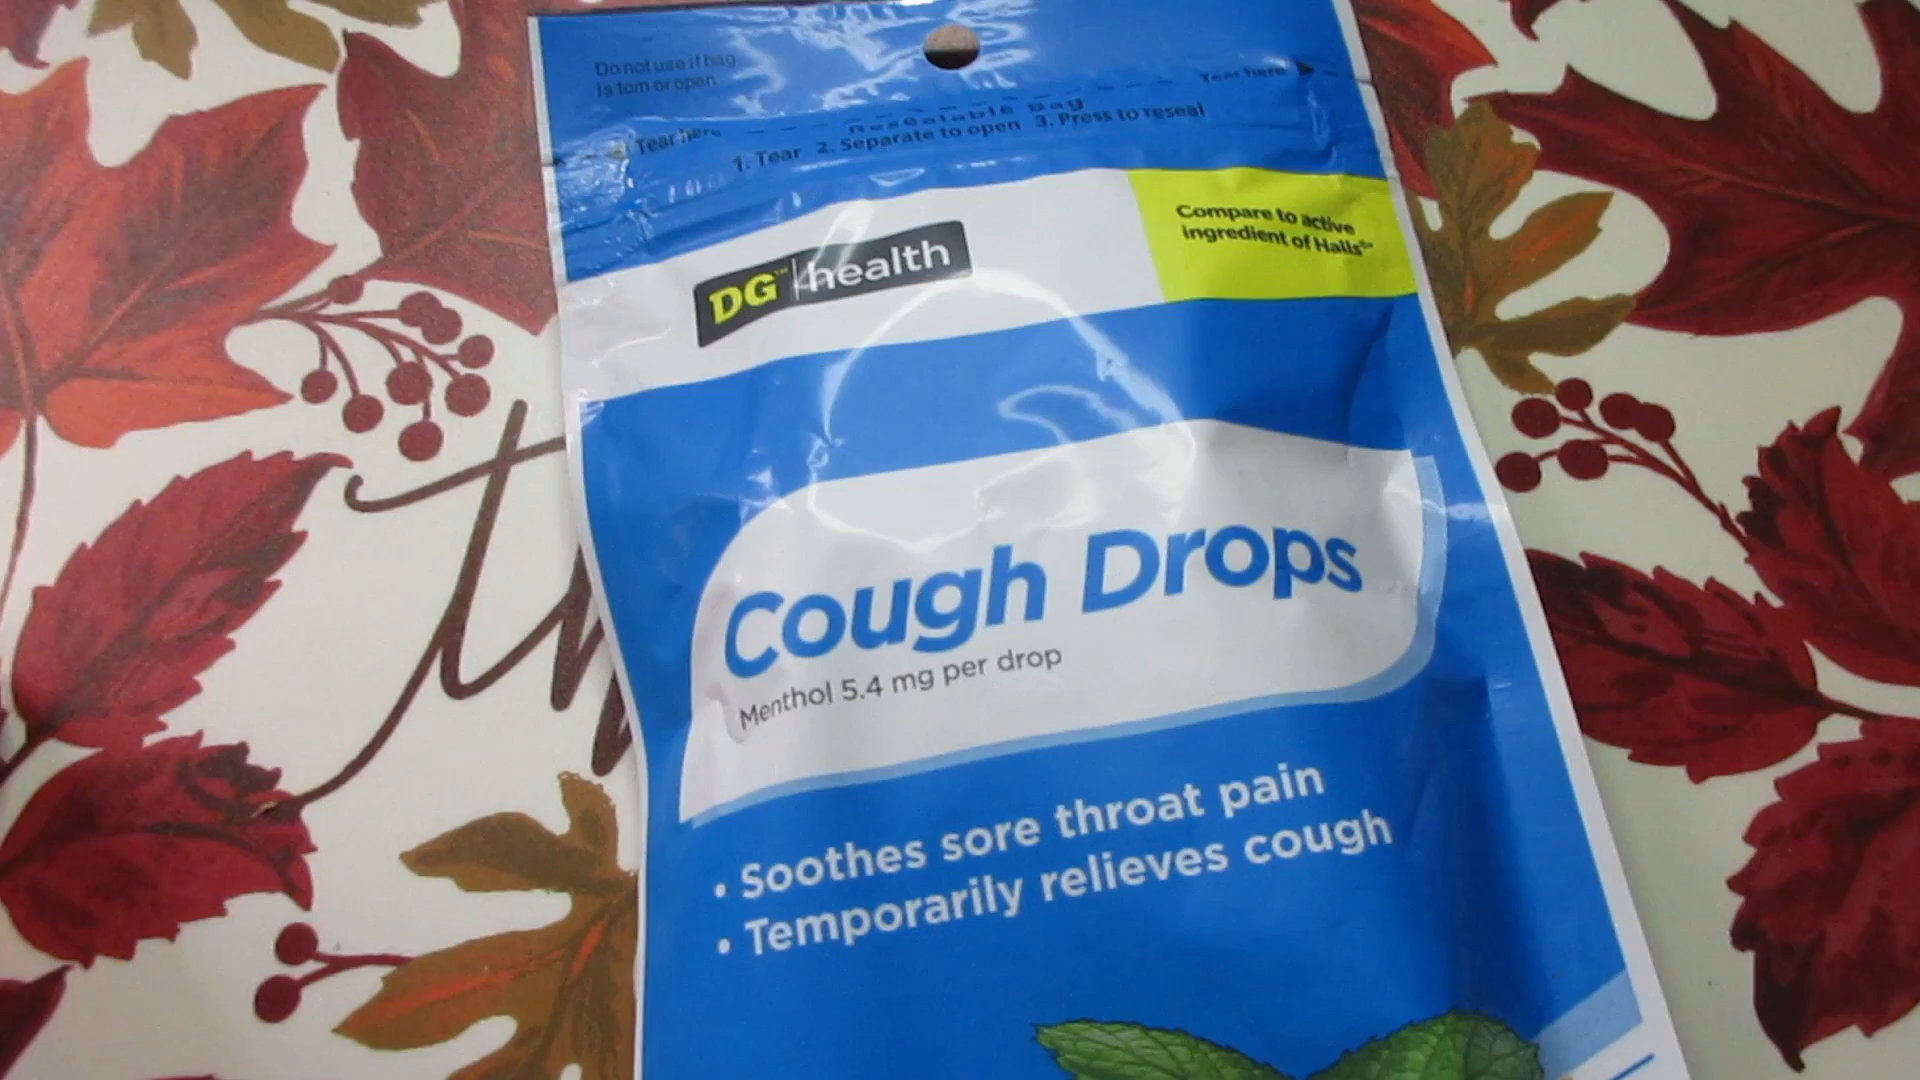 Do not use if bag
is torn or open
Tear here
Tear here
Resealable Bag
1. Tear 2. Separate to open 3. Press to reseal
DG™ health
Compare to active
ingredient of Halls®*
Cough Drops
Menthol 5.4 mg per drop
• Soothes sore throat pain
• Temporarily relieves cough